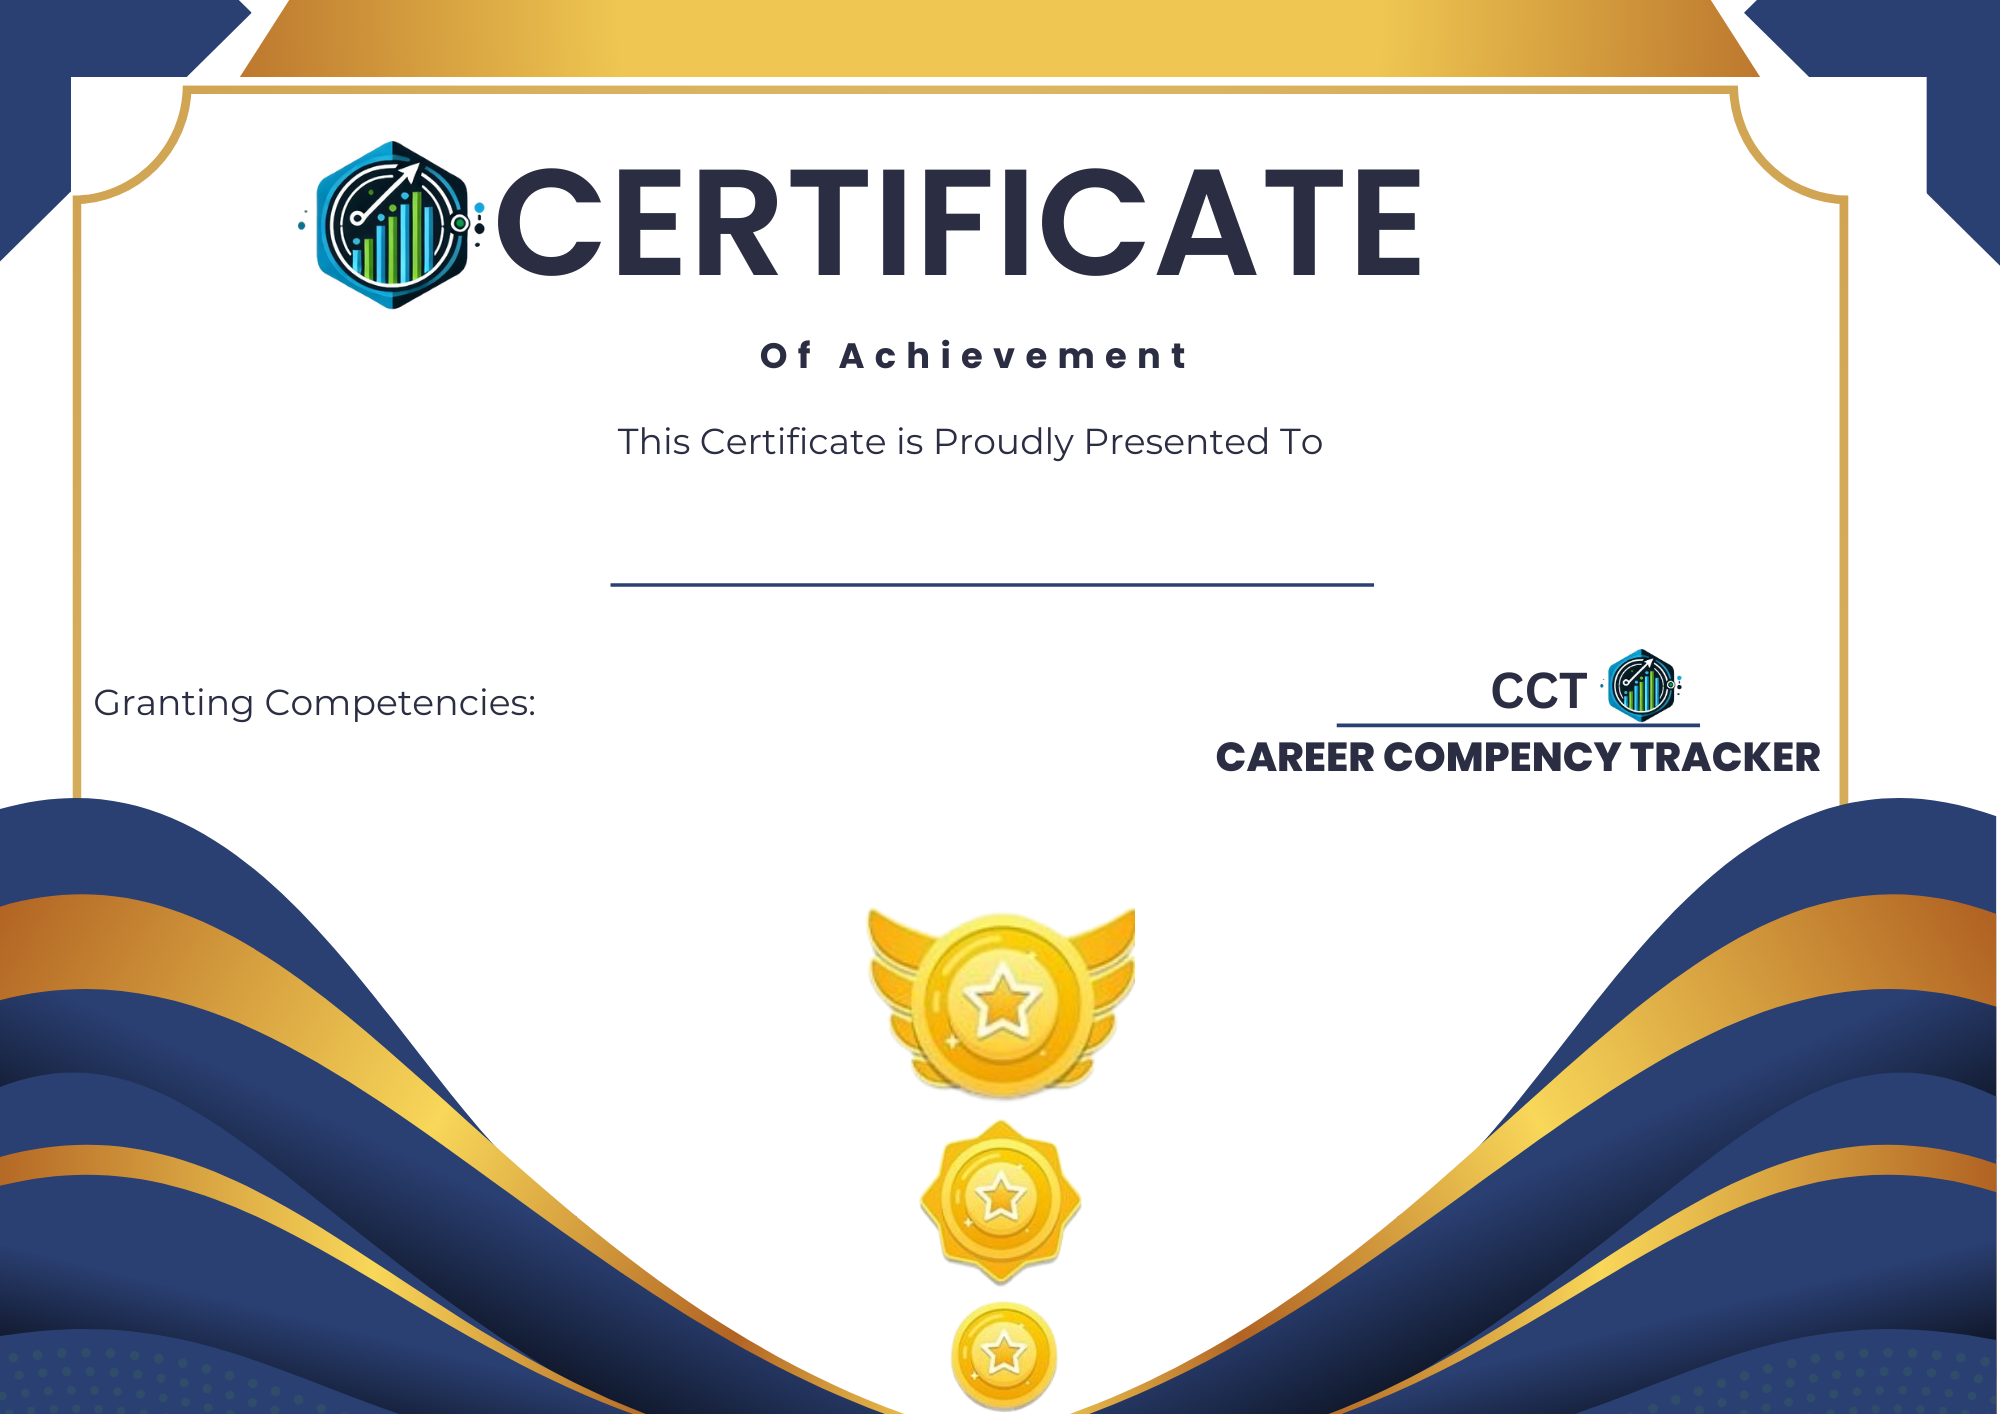 CERTIFICATE
Of Achievement
This Certificate is Proudly Presented To
Granting Competencies:
CCT
CAREER COMPENCY TRACKER